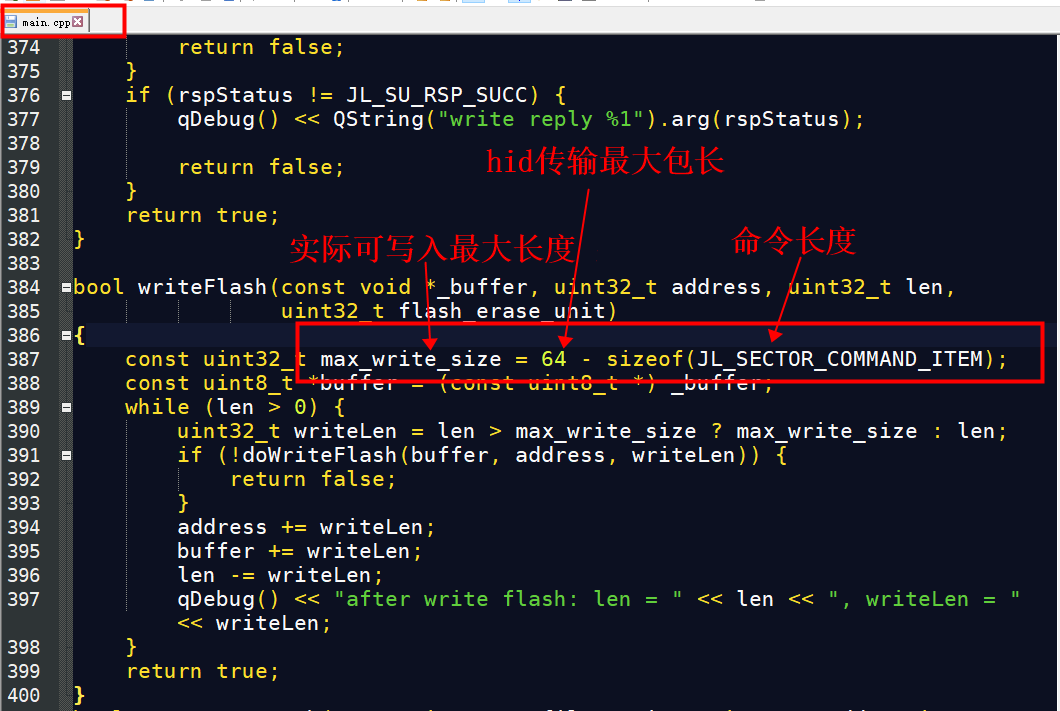 main.cpp
374 return false;
375 }
376 if (rspStatus != JL_SU_RSP_SUCC) {
377 qDebug() << QString("write reply %1").arg(rspStatus);
378
hid传输最大包长
379 return false;
380 }
381 return true;
382 }
实际可写入最大长度
命令长度
383
384 bool writeFlash(const void *_buffer, uint32_t address, uint32_t len,
385 uint32_t flash_erase_unit)
386 {
387 const uint32_t max_write_size = 64 - sizeof(JL_SECTOR_COMMAND_ITEM);
388 const uint8_t *buffer = (const uint8_t *) _buffer;
389 while (len > 0) {
390 uint32_t writeLen = len > max_write_size ? max_write_size : len;
391 if (!doWriteFlash(buffer, address, writeLen)) {
392 return false;
393 }
394 address += writeLen;
395 buffer += writeLen;
396 len -= writeLen;
397 qDebug() << "after write flash: len = " << len << ", writeLen = "
<< writeLen;
398 }
399 return true;
400 }